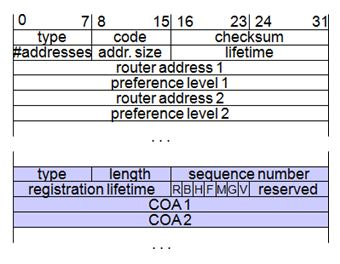 0 7 8 15 16 23 24 31
type code checksum
#addresses addr. size lifetime
router address 1
preference level 1
router address 2
preference level 2
. . .
type length sequence number
registration lifetime R B H F M G V reserved
COA 1
COA 2
. . .